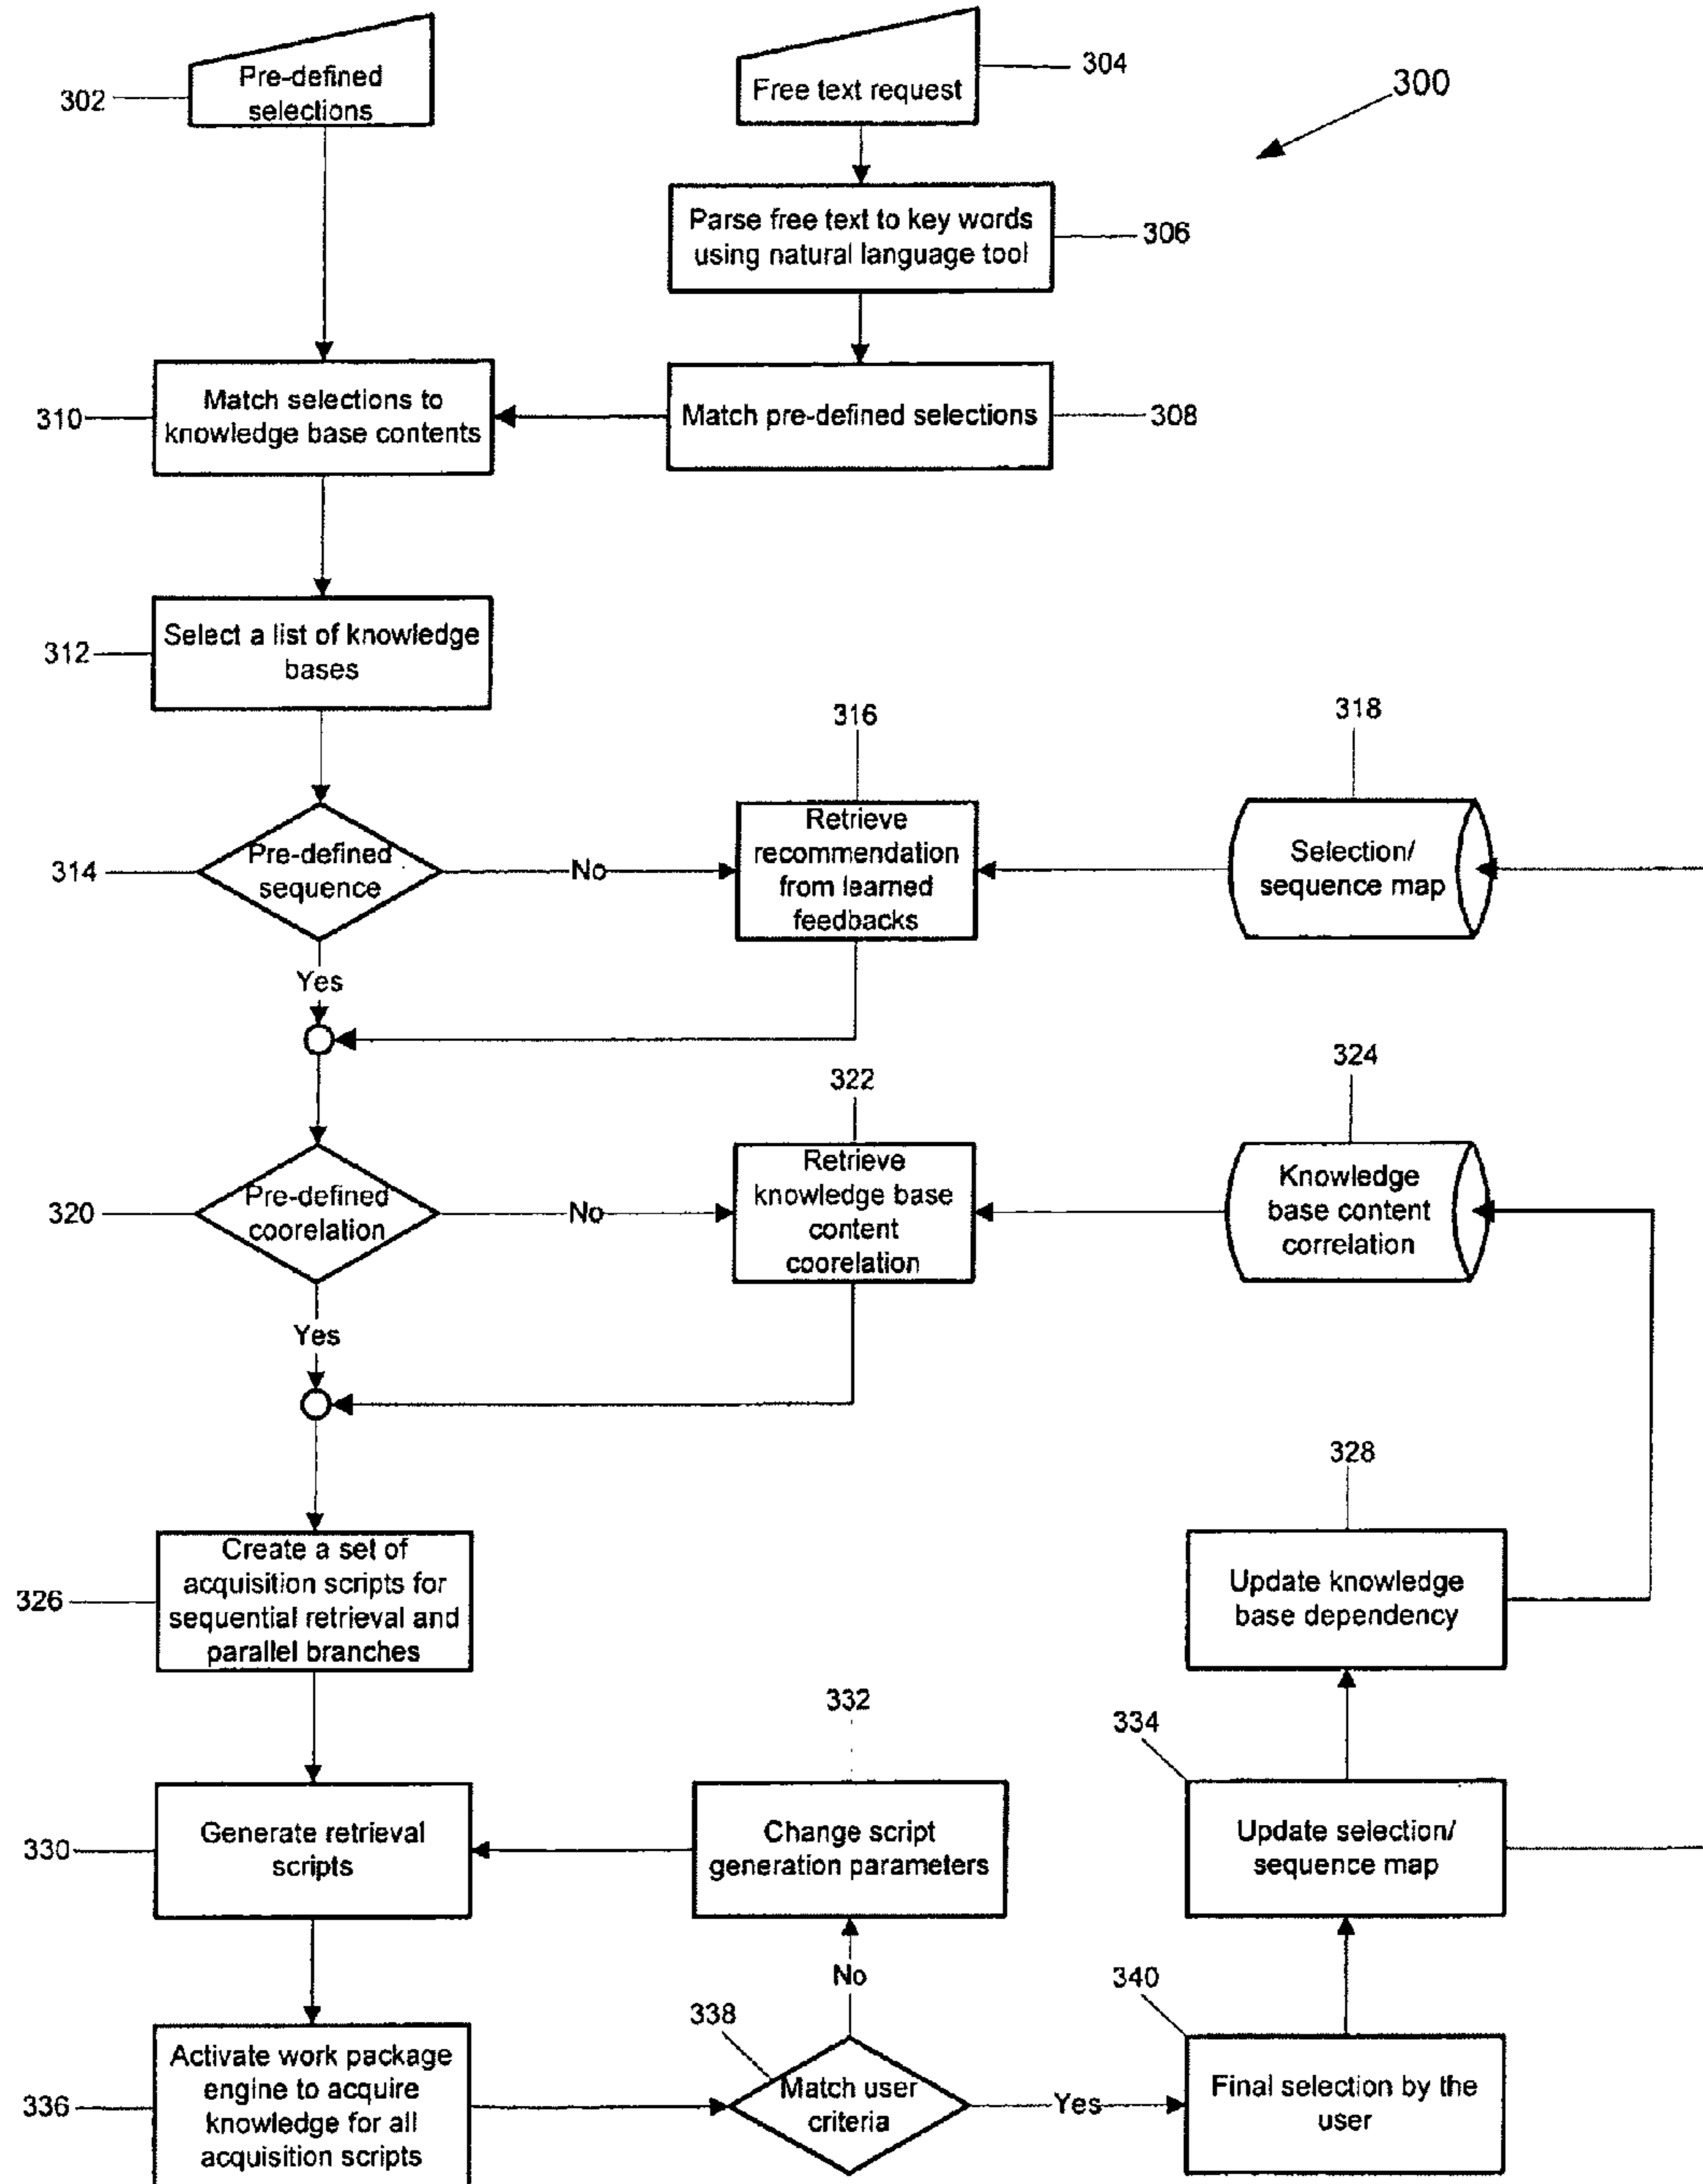 302
Pre-defined
selections
Free text request
304
300
Parse free text to key words
using natural language tool
306
310
Match selections to
knowledge base contents
Match pre-defined selections
308
312
Select a list of knowledge
bases
314
Pre-defined
sequence
No
316
Retrieve
recommendation
from learned
feedbacks
318
Selection/
sequence map
Yes
320
Pre-defined
coorelation
No
322
Retrieve
knowledge base
content
coorelation
324
Knowledge
base content
correlation
Yes
326
Create a set of
acquisition scripts for
sequential retrieval and
parallel branches
328
Update knowledge
base dependency
330
Generate retrieval
scripts
332
Change script
generation parameters
334
Update selection/
sequence map
No
336
Activate work package
engine to acquire
knowledge for all
acquisition scripts
338
Match user
criteria
Yes
340
Final selection by the
user